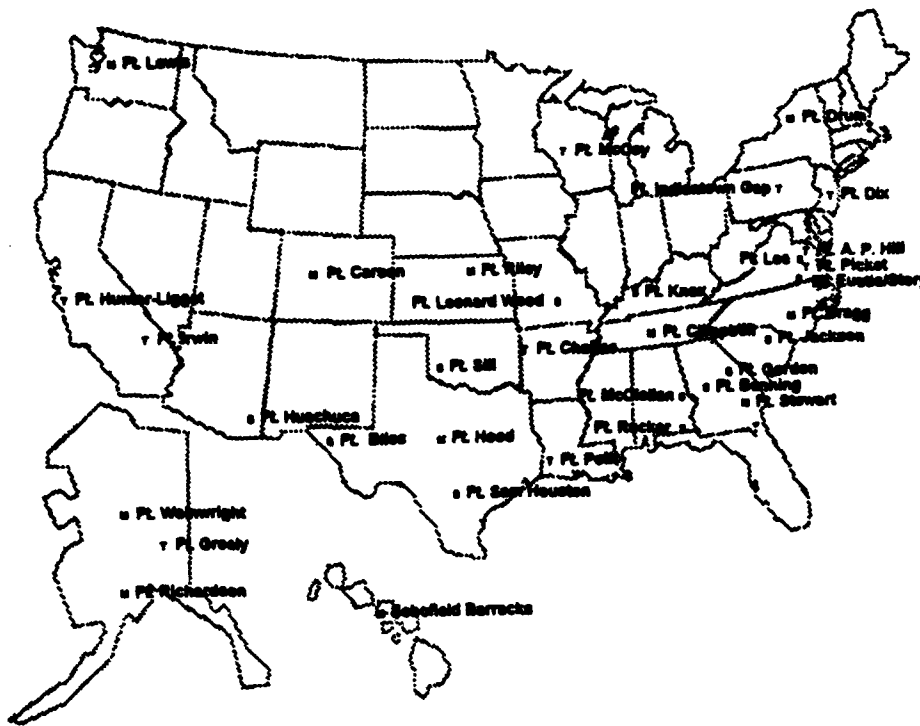 M Ft. Lewis
M Ft. Drum
T Ft. McCoy
Ft. Indiantown Gap T
T Ft. Dix
A. P. Hill
Ft. Lee
T Ft. Picket
Ft. Eustis/Story
M Ft. Carson
M Ft. Riley
Ft. Leonard Wood S
S Ft. Knox
T Ft. Hunter-Ligget
M Ft. Bragg
M Ft. Campbell
S Ft. Jackson
T Ft. Irwin
T Ft. Chaffee
S Ft. Sill
S Ft. Gordon
S Ft. Benning
Ft. McClellan S
M Ft. Stewart
S Ft. Huachuca
Ft. Rucker S
S Ft. Bliss
M Ft. Hood
T Ft. Polk
S Ft. Sam Houston
M Ft. Wainwright
T Ft. Greely
M Ft. Richardson
Schofield Barracks